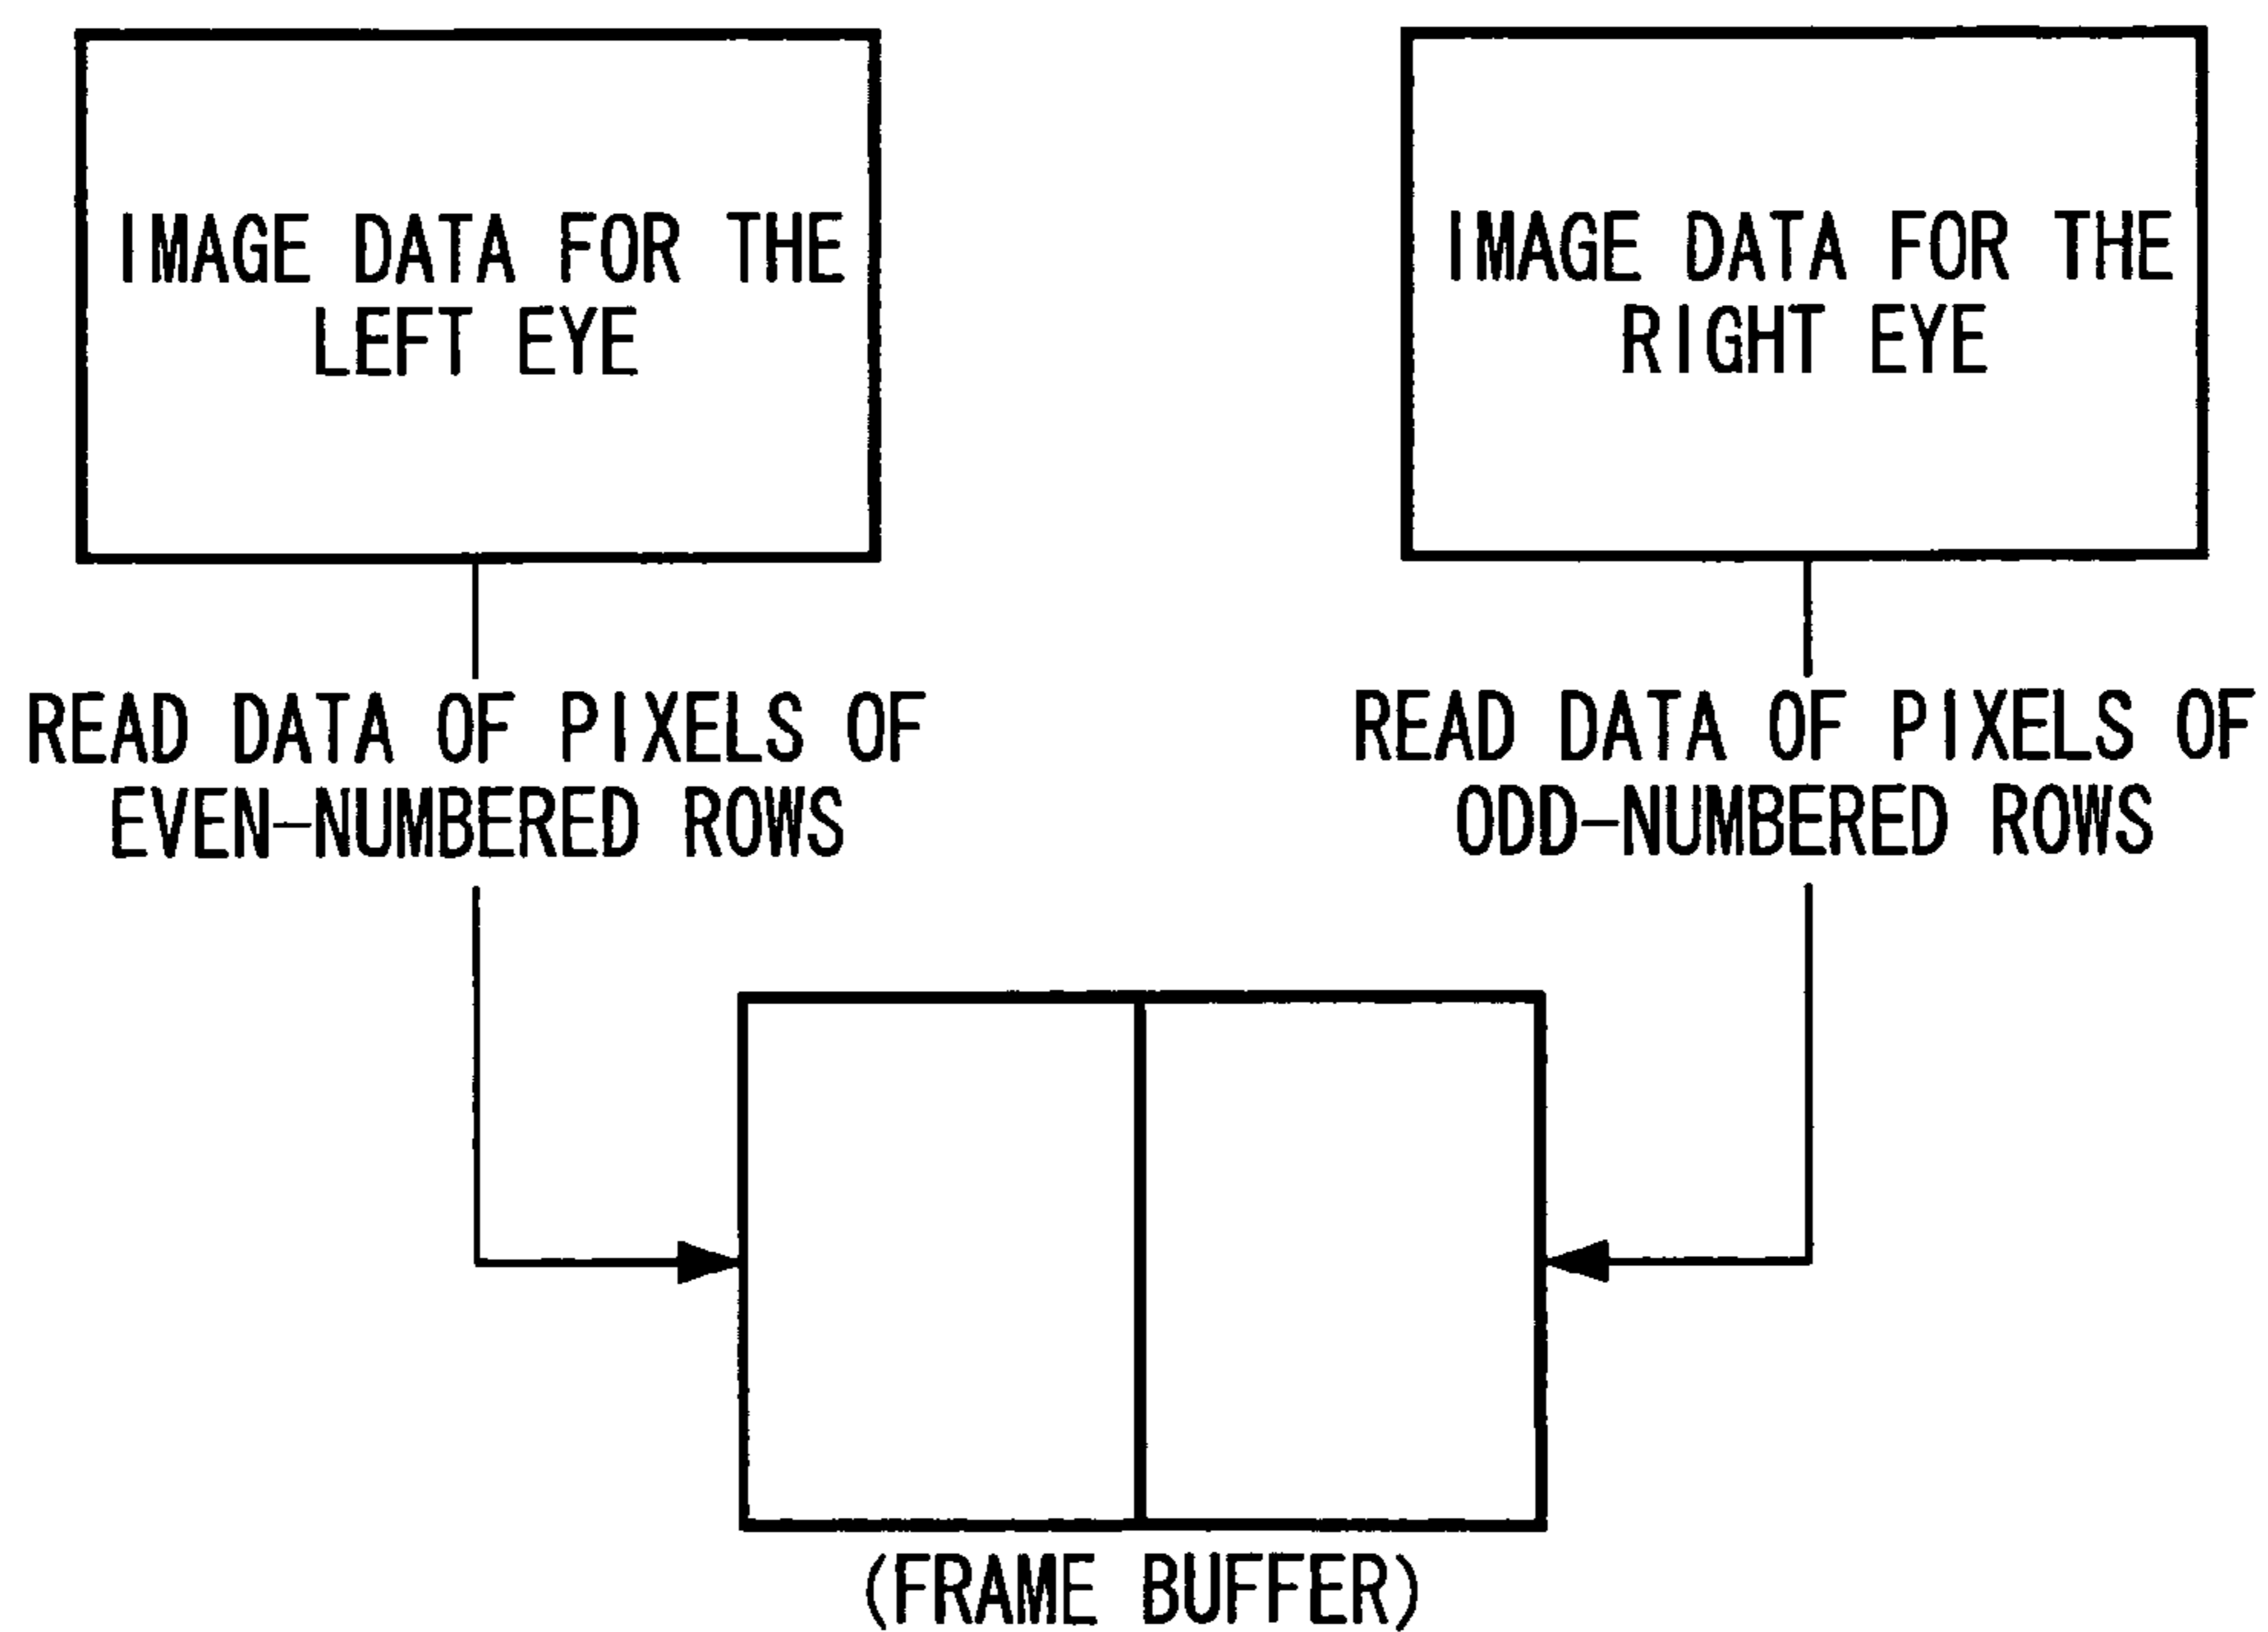 IMAGE DATA FOR THE
LEFT EYE
IMAGE DATA FOR THE
RIGHT EYE
READ DATA OF PIXELS OF
EVEN-NUMBERED ROWS
READ DATA OF PIXELS OF
ODD-NUMBERED ROWS
(FRAME BUFFER)